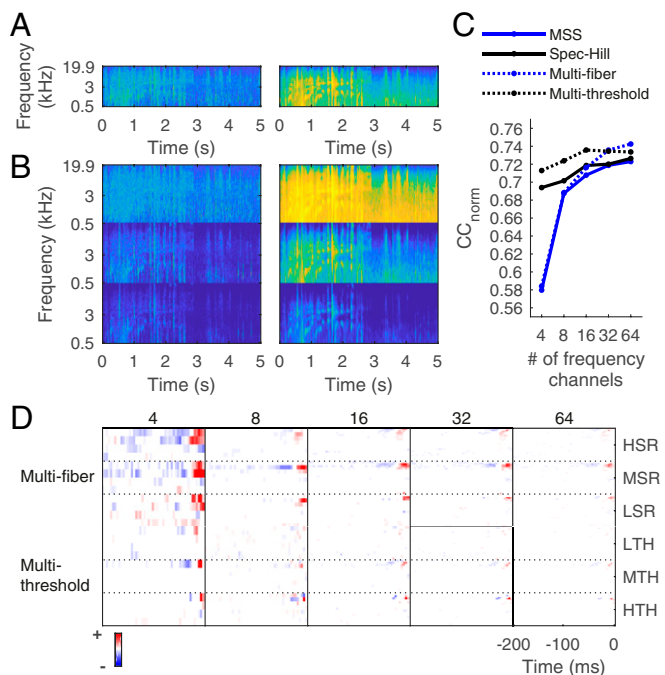 A
Frequency (kHz)
19.9
3
0.5
0 1 2 3 4 5
Time (s)
0 1 2 3 4 5
Time (s)
B
Frequency (kHz)
19.9
3
0.5
3
0.5
3
0.5
0 1 2 3 4 5
Time (s)
0 1 2 3 4 5
Time (s)
C
MSS
Spec-Hill
Multi-fiber
Multi-threshold
CCnorm
0.76
0.74
0.72
0.7
0.68
0.66
0.64
0.62
0.6
0.58
0.56
4 8 16 32 64
# of frequency
channels
D
4 8 16 32 64
Multi-fiber
HSR
MSR
LSR
Multi-
threshold
LTH
MTH
HTH
+
-
-200 -100 0
Time (ms)